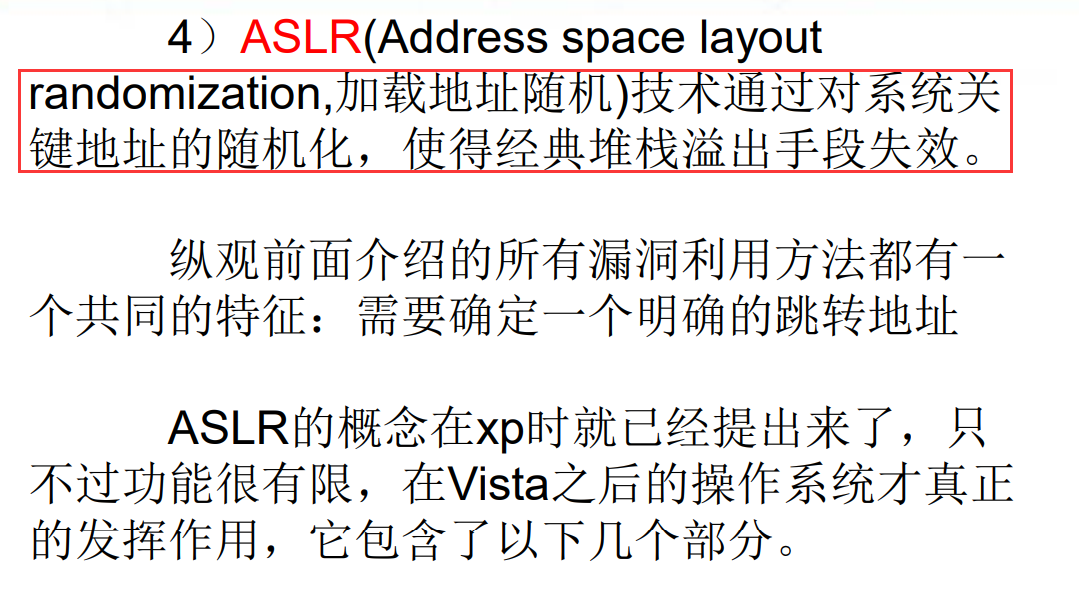 4）ASLR(Address space layout
randomization,加载地址随机)技术通过对系统关
键地址的随机化，使得经典堆栈溢出手段失效。
纵观前面介绍的所有漏洞利用方法都有一
个共同的特征：需要确定一个明确的跳转地址
ASLR的概念在xp时就已经提出来了，只
不过功能很有限，在Vista之后的操作系统才真正
的发挥作用，它包含了以下几个部分。